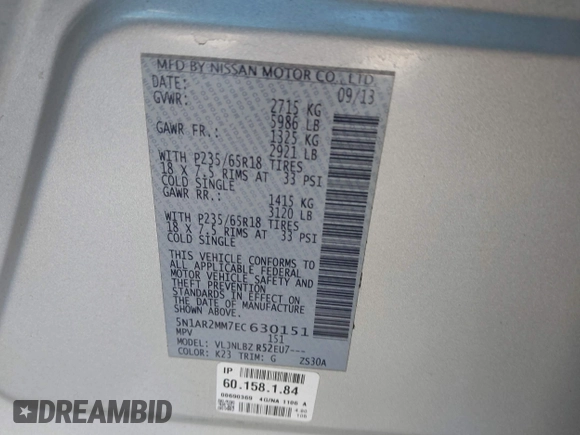 MFD BY NISSAN MOTOR CO., LTD.
DATE: 09/13
GVWR: 2715 KG
5986 LB
GAWR FR.: 1325 KG
2921 LB
WITH P235/65R18 TIRES
18 X 7.5 RIMS AT 33 PSI
COLD SINGLE
GAWR RR.: 1415 KG
3120 LB
WITH P235/65R18 TIRES
18 X 7.5 RIMS AT 33 PSI
COLD SINGLE
THIS VEHICLE CONFORMS TO
ALL APPLICABLE FEDERAL
MOTOR VEHICLE SAFETY AND
THEFT PREVENTION
STANDARDS IN EFFECT ON
THE DATE OF MANUFACTURE
SHOWN ABOVE.
5N1AR2MM7EC630151
MPV 151
MODEL: VLJNLBZ R52EU7---
COLOR: K23 TRIM: G ZS30A
IP
60.158.1.84
DREAMBID
DREAMBID